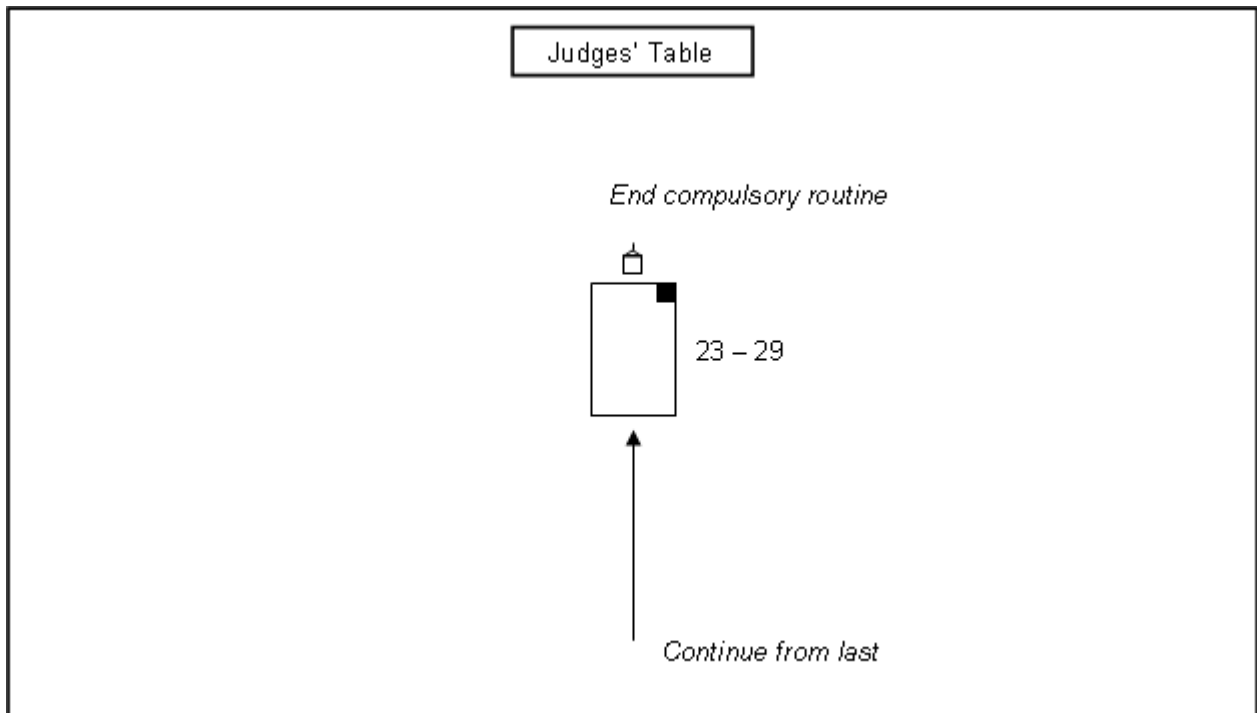 Judges' Table
End compulsory routine
23 – 29
Continue from last